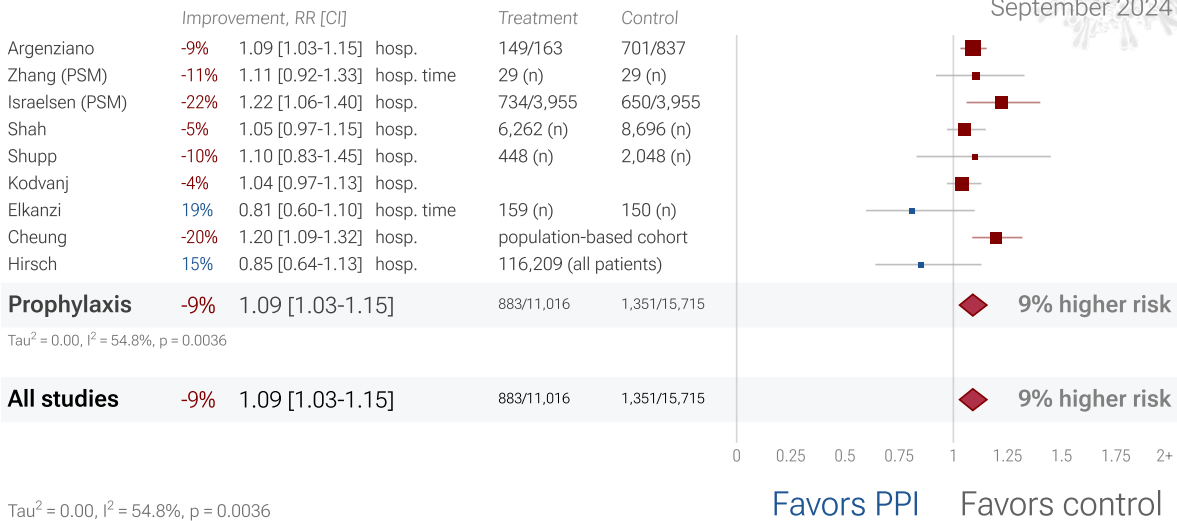 September 2024
Improvement, RR [CI] Treatment Control
Argenziano -9% 1.09 [1.03-1.15] hosp. 149/163 701/837
Zhang (PSM) -11% 1.11 [0.92-1.33] hosp. time 29 (n) 29 (n)
Israelsen (PSM) -22% 1.22 [1.06-1.40] hosp. 734/3,955 650/3,955
Shah -5% 1.05 [0.97-1.15] hosp. 6,262 (n) 8,696 (n)
Shupp -10% 1.10 [0.83-1.45] hosp. 448 (n) 2,048 (n)
Kodvanj -4% 1.04 [0.97-1.13] hosp.
Elkanzi 19% 0.81 [0.60-1.10] hosp. time 159 (n) 150 (n)
Cheung -20% 1.20 [1.09-1.32] hosp. population-based cohort
Hirsch 15% 0.85 [0.64-1.13] hosp. 116,209 (all patients)
Prophylaxis -9% 1.09 [1.03-1.15] 883/11,016 1,351/15,715 9% higher risk
Tau² = 0.00, I² = 54.8%, p = 0.0036
All studies -9% 1.09 [1.03-1.15] 883/11,016 1,351/15,715 9% higher risk
0 0.25 0.5 0.75 1 1.25 1.5 1.75 2+
Tau² = 0.00, I² = 54.8%, p = 0.0036 Favors PPI Favors control